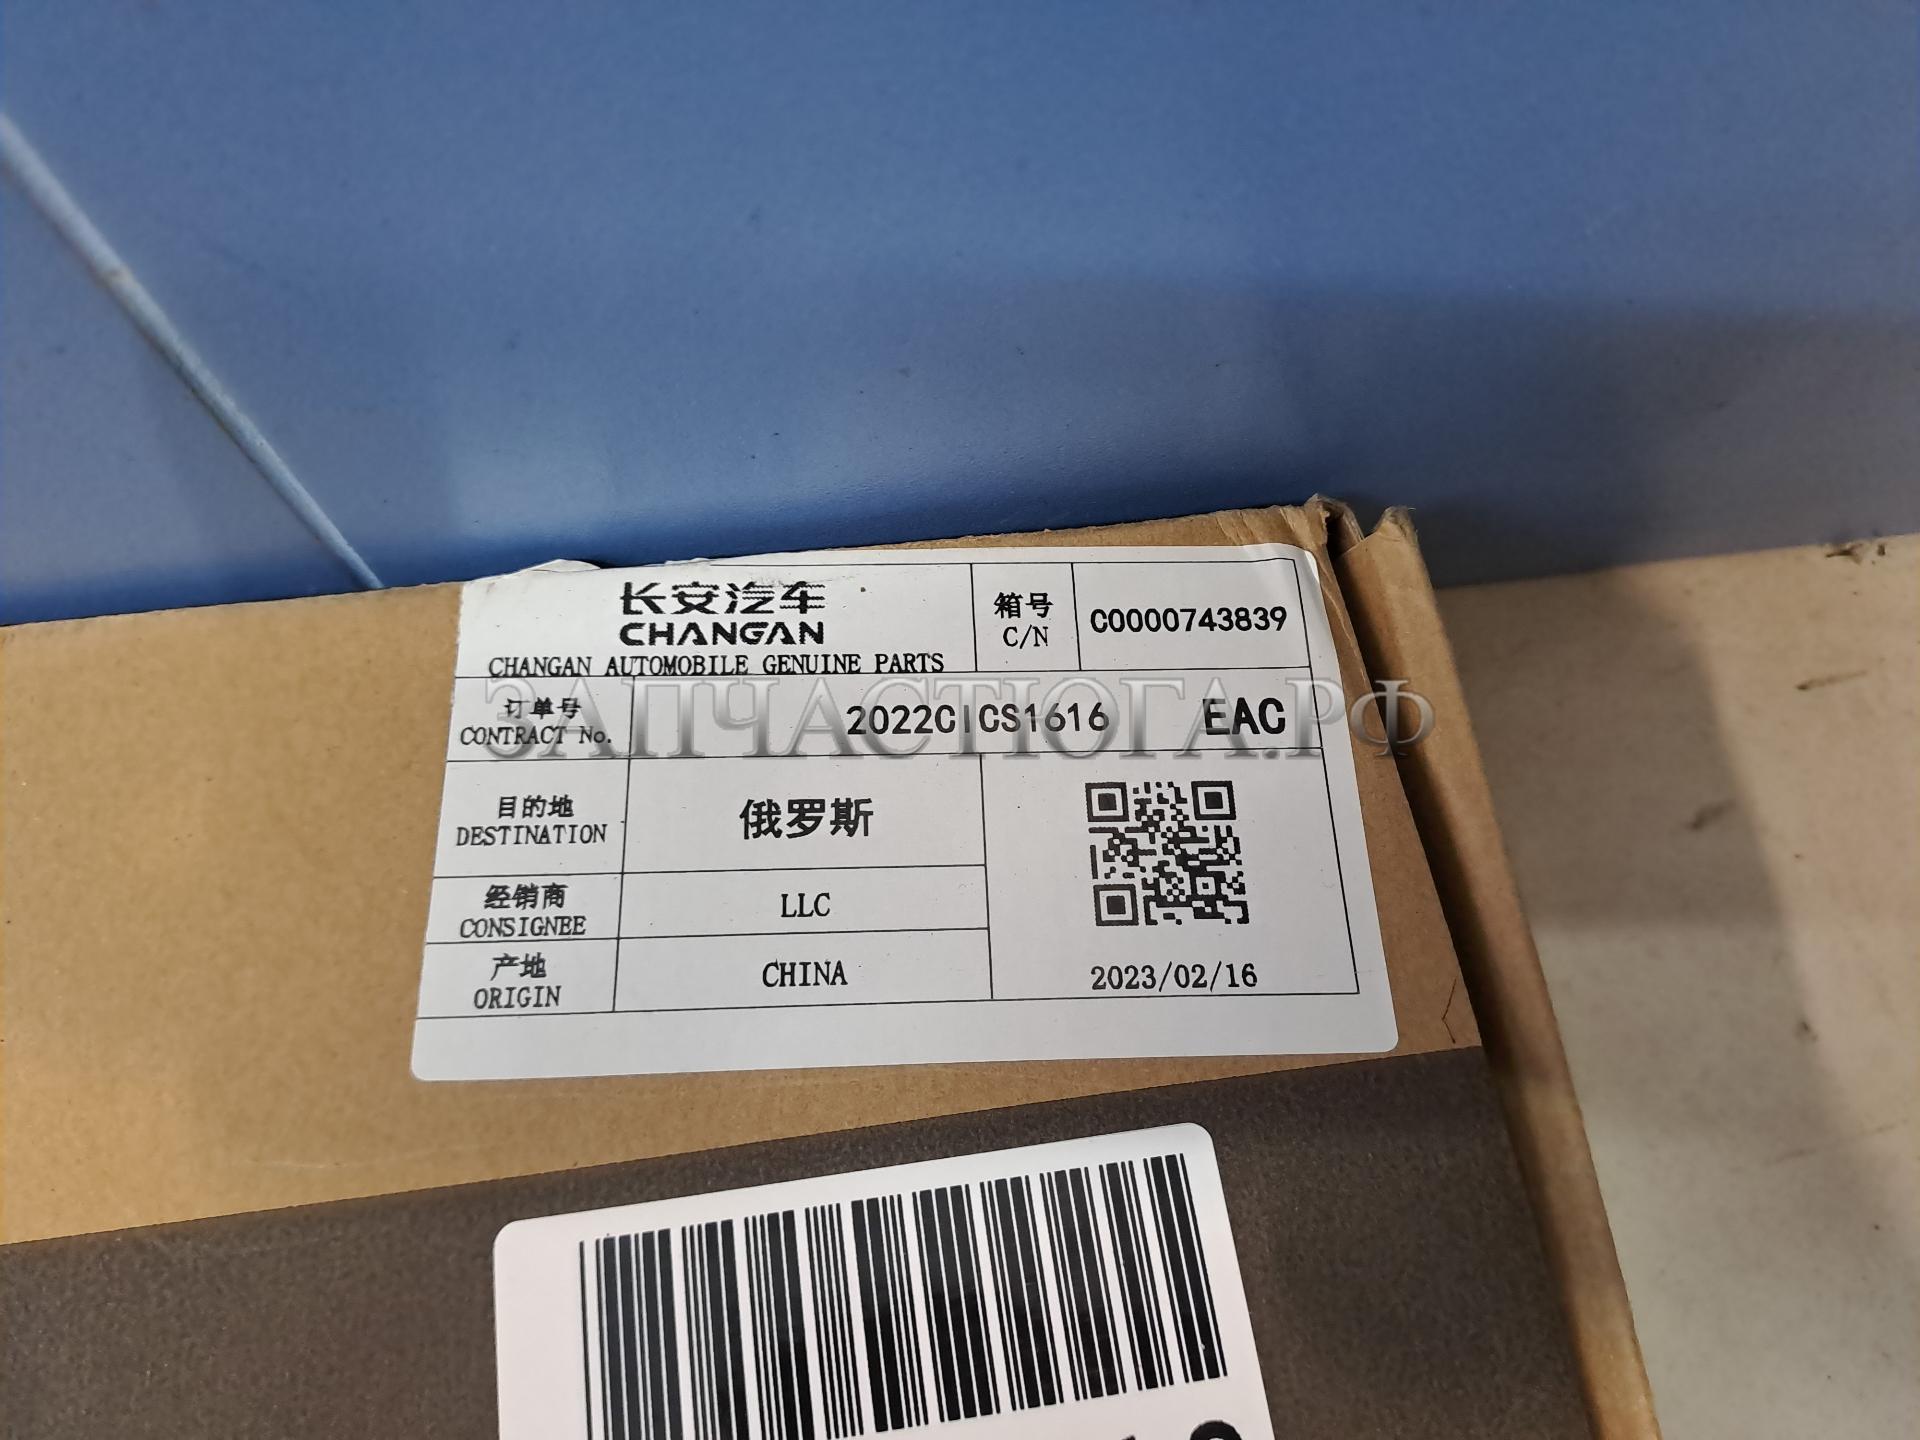 长安汽车
CHANGAN
CHANGAN AUTOMOBILE GENUINE PARTS
箱号
C/N
C0000743839
订单号
CONTRACT No.
2022CICS1616
EAC
ЗАПЧАСТЮГА.РФ
目的地
DESTINATION
俄罗斯
经销商
CONSIGNEE
LLC
产地
ORIGIN
CHINA
2023/02/16